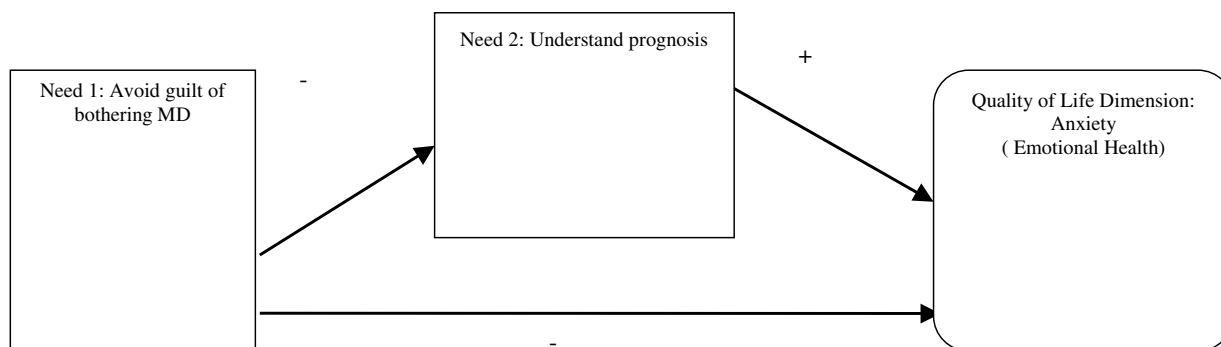 Need 2: Understand prognosis
+
-
Need 1: Avoid guilt of
bothering MD
Quality of Life Dimension:
Anxiety
( Emotional Health)
-